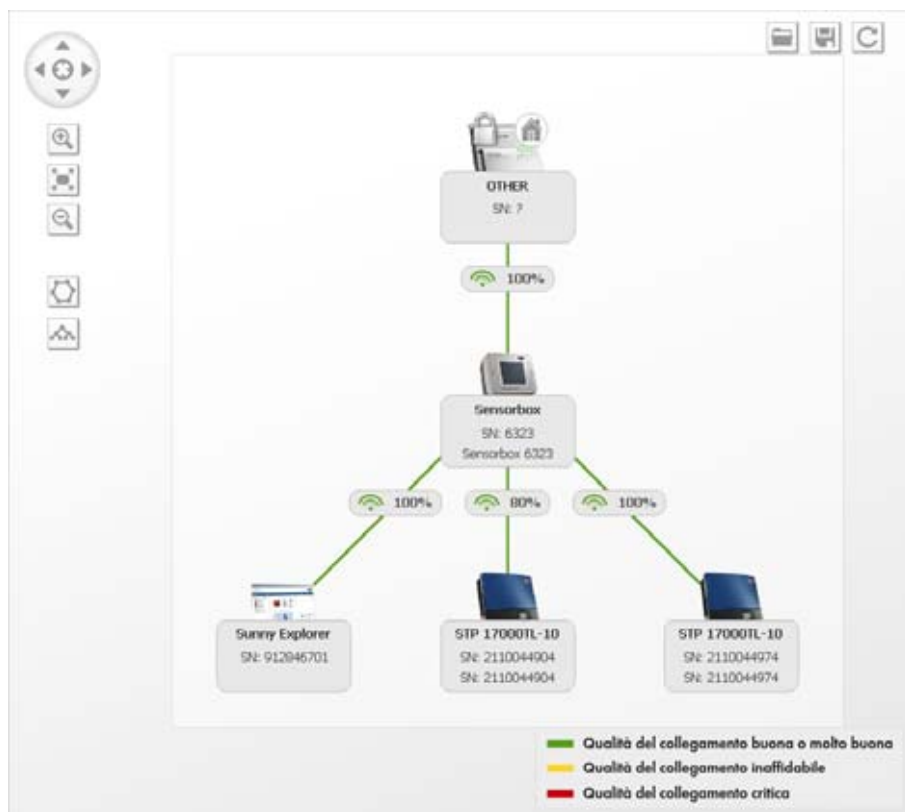 OTHER
SN: ?
100%
Sensorbox
SN: 6323
Sensorbox 6323
100%
80%
100%
Sunny Explorer
SN: 912846701
STP 17000TL-10
SN: 2110044904
SN: 2110044904
STP 17000TL-10
SN: 2110044974
SN: 2110044974
Qualità del collegamento buona o molto buona
Qualità del collegamento inaffidabile
Qualità del collegamento critica